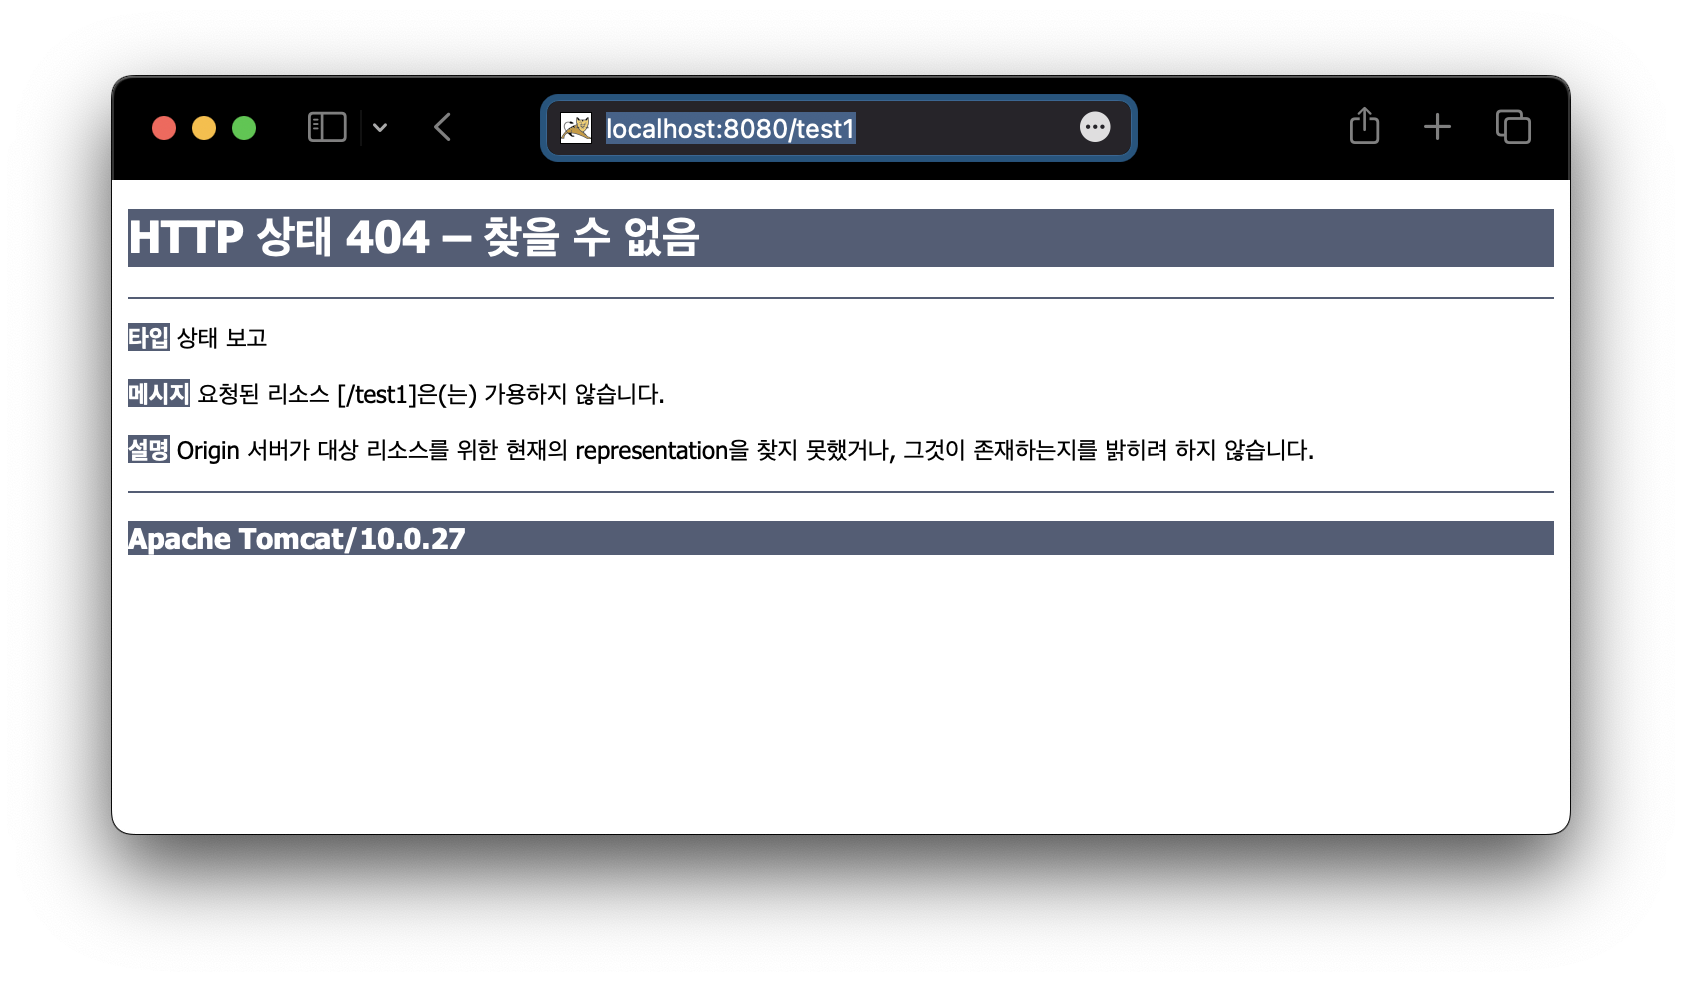 localhost:8080/test1
HTTP 상태 404 – 찾을 수 없음
타입 상태 보고
메시지 요청된 리소스 [/test1]은(는) 가용하지 않습니다.
설명 Origin 서버가 대상 리소스를 위한 현재의 representation을 찾지 못했거나, 그것이 존재하는지를 밝히려 하지 않습니다.
Apache Tomcat/10.0.27